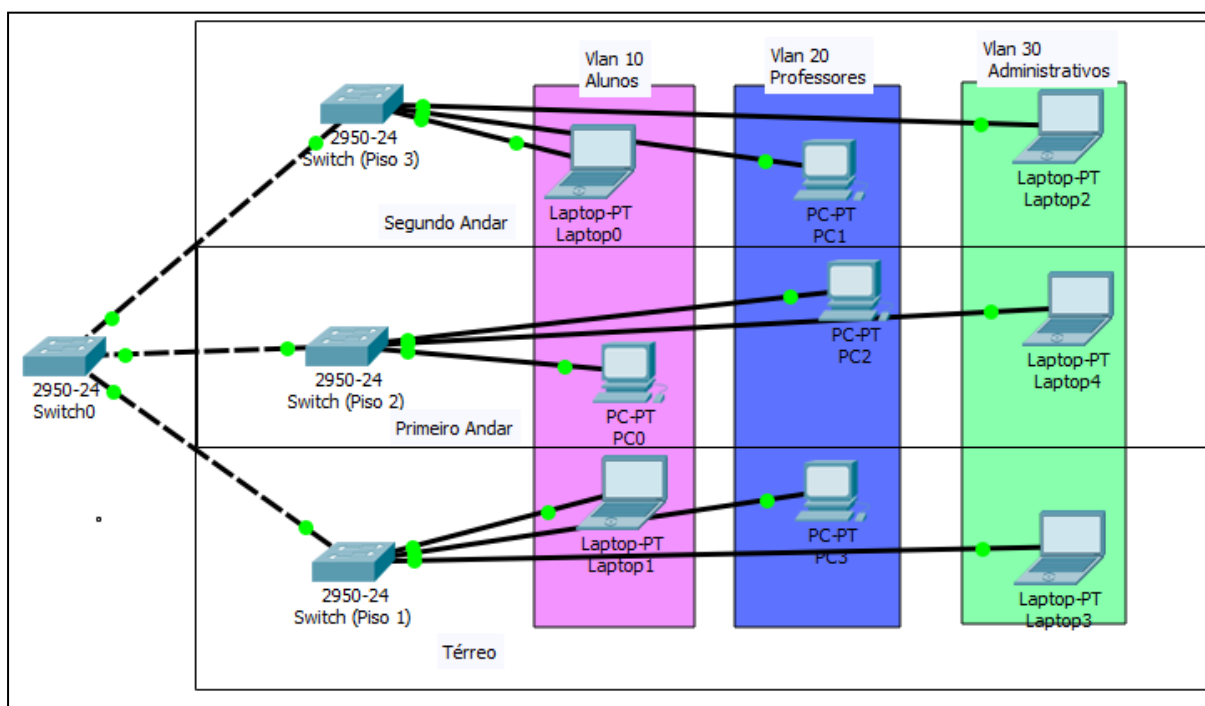 Vlan 10
Alunos
Vlan 20
Professores
Vlan 30
Administrativos
2950-24
Switch (Piso 3)
Laptop-PT
Laptop0
PC-PT
PC1
Laptop-PT
Laptop2
Segundo Andar
2950-24
Switch0
2950-24
Switch (Piso 2)
PC-PT
PC0
PC-PT
PC2
Laptop-PT
Laptop4
Primeiro Andar
2950-24
Switch (Piso 1)
Laptop-PT
Laptop1
PC-PT
PC3
Laptop-PT
Laptop3
Térreo